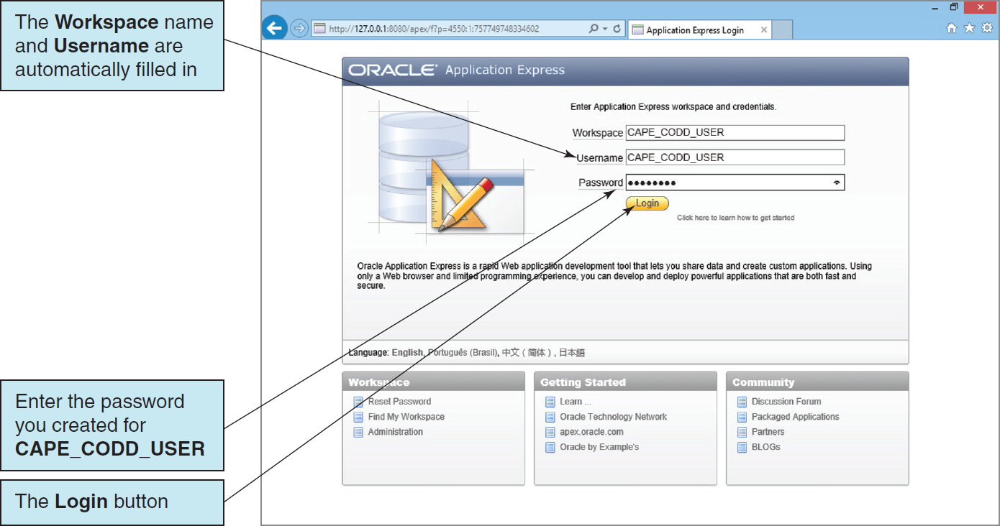 The Workspace name
and Username are
automatically filled in
http://127.0.0.1:8080/apex/f?p=4550:1:757749748334602
Application Express Login
ORACLE® Application Express
Enter Application Express workspace and credentials.
Workspace CAPE_CODD_USER
Username CAPE_CODD_USER
Password ●●●●●●●●
Login
Click here to learn how to get started
Oracle Application Express is a rapid Web application development tool that lets you share data and create custom applications. Using
only a Web browser and limited programming experience, you can develop and deploy powerful applications that are both fast and
secure.
Language: English, Português (Brasil), 中文 ( 简体 ) , 日本語
Enter the password
you created for
CAPE_CODD_USER
The Login button
Workspace
Reset Password
Find My Workspace
Administration
Getting Started
Learn ...
Oracle Technology Network
apex.oracle.com
Oracle by Example's
Community
Discussion Forum
Packaged Applications
Partners
BLOGs